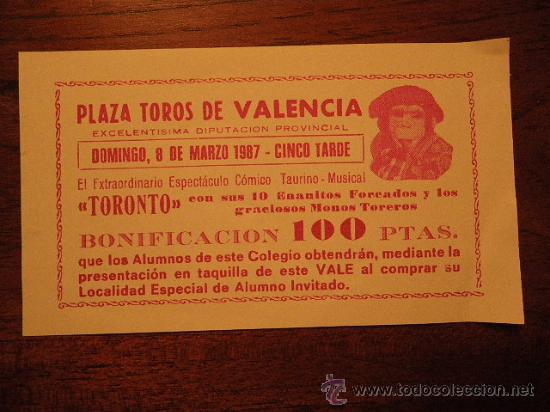 PLAZA TOROS DE VALENCIA
EXCELENTISIMA DIPUTACION PROVINCIAL
DOMINGO, 8 DE MARZO 1987 - CINCO TARDE
El Extraordinario Espectáculo Cómico Taurino - Musical
«TORONTO» con sus 10 Enanitos Forcados y los
graciosos Monos Toreros
BONIFICACION 100 PTAS.
que los Alumnos de este Colegio obtendrán, mediante la
presentación en taquilla de este VALE al comprar su
Localidad Especial de Alumno Invitado.
www.todocoleccion.net